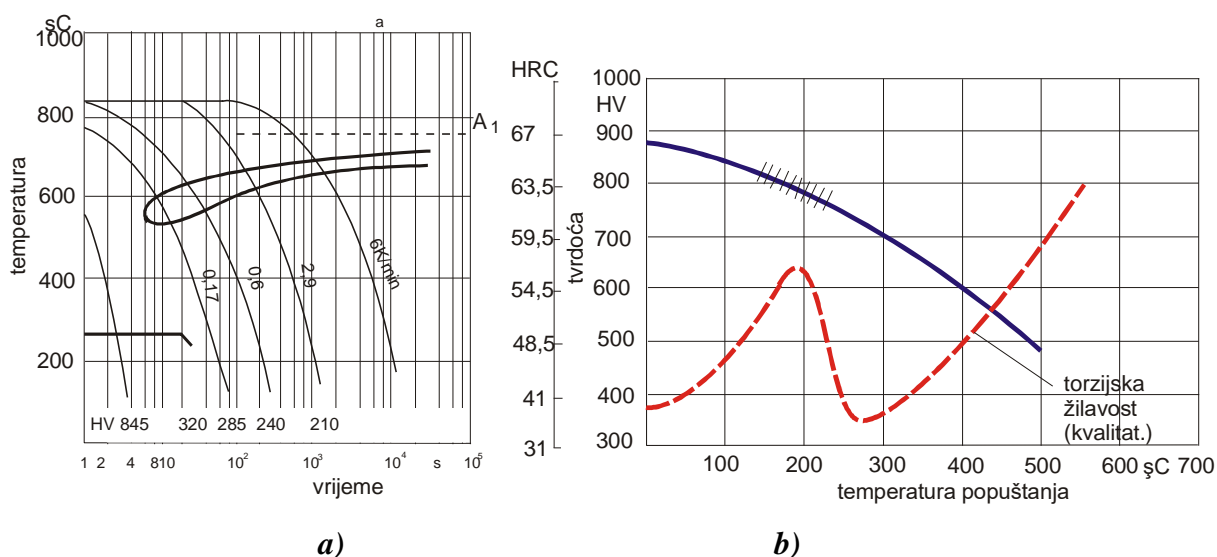 şC
a
1000
800
600
400
200
temperatura
A 1
0,17
0,6
2,9
6K/min
HV 845 320 285 240 210
1 2 4 8 10 10² 10³ 10⁴ s 10⁵
vrijeme
a)
HRC
67
63,5
59,5
54,5
48,5
41
31
1000
HV
900
800
700
600
500
400
300
tvrdoća
torzijska
žilavost
(kvalitat.)
100 200 300 400 500 600 şC 700
temperatura popuštanja
b)